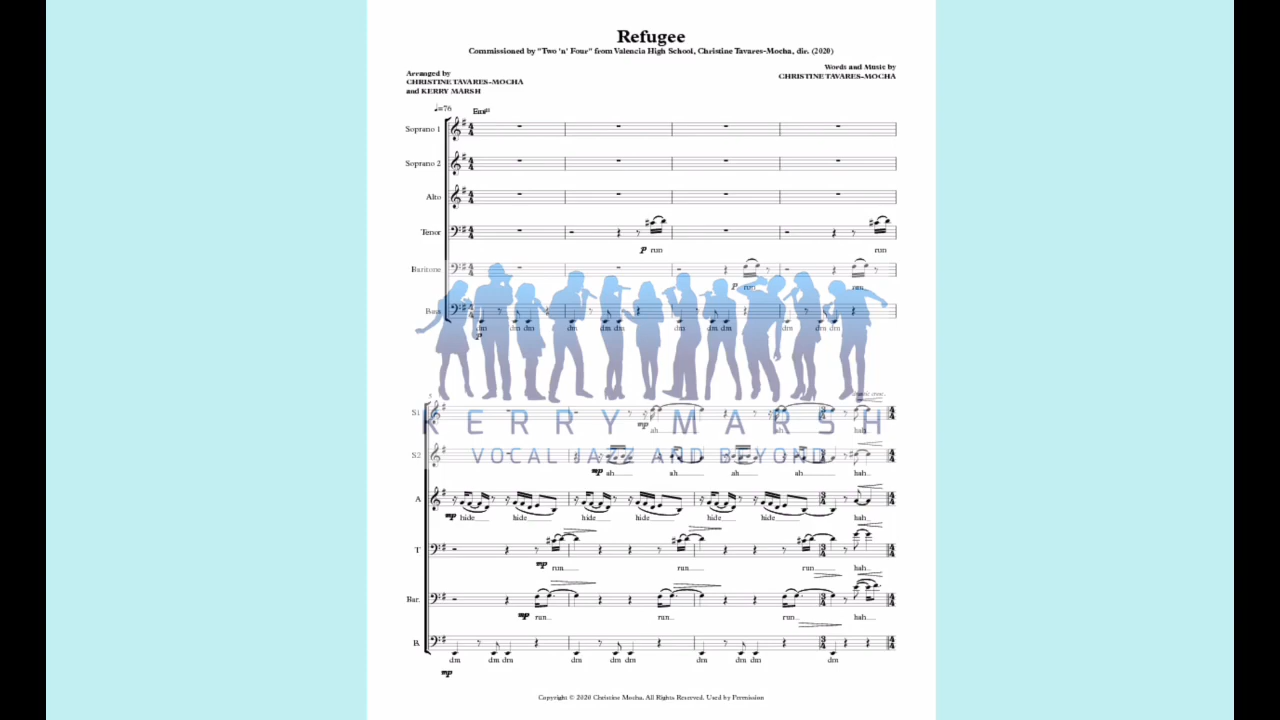 Refugee
Commissioned by "Two 'n' Four" from Valencia High School, Christine Tavares-Mocha, dir. (2020)
Words and Music by
CHRISTINE TAVARES-MOCHA
Arranged by
CHRISTINE TAVARES-MOCHA
and KERRY MARSH
♩=76
Soprano 1
Soprano 2
Alto
Tenor
p run run
Baritone
p run run
Bass
dm dm dm dm dm dm dm dm dm dm dm dm
p
5
S1
mp ah ah hah
KERRY MARSH
VOCAL JAZZ AND BEYOND
S2
mp ah ah ah ah hah
A
mp hide hide hide hide hide hide hah
T
mp run run run hah
Bar.
mp run run run hah
B
dm dm dm dm dm dm dm dm dm dm
mp
Copyright © 2020 Christine Mocha. All Rights Reserved. Used by Permission